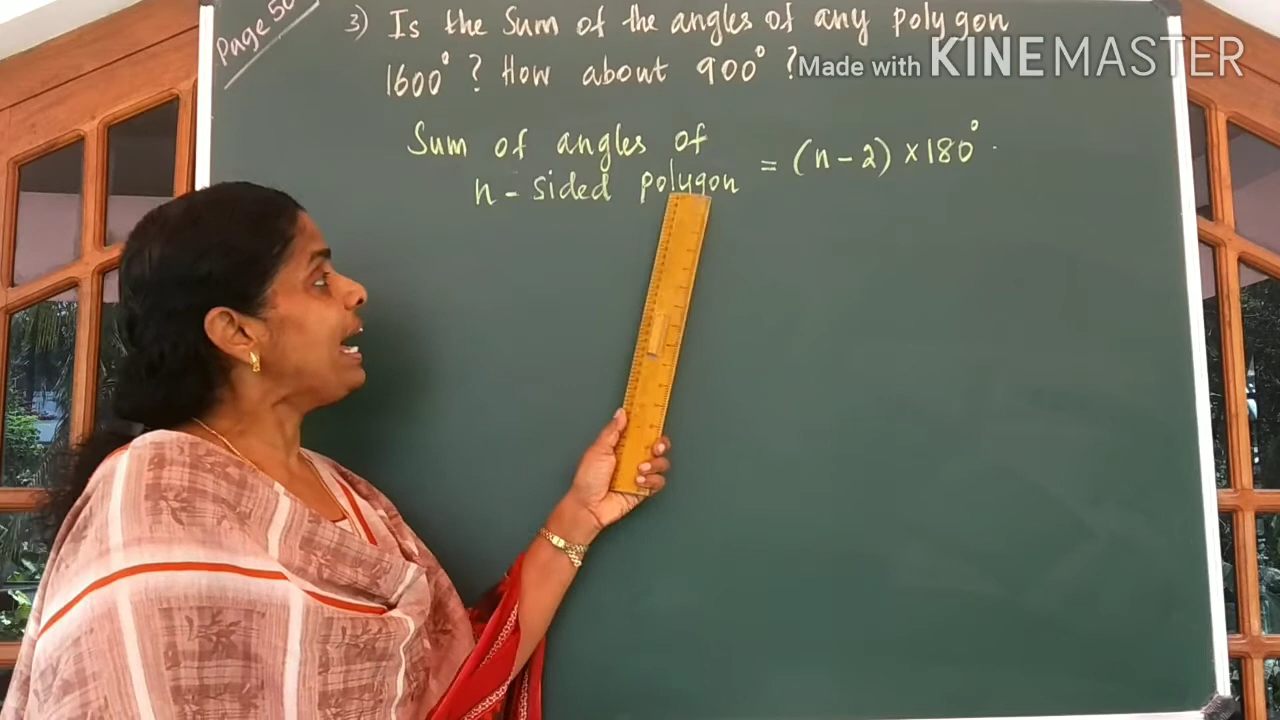 Page 50
3) Is the Sum of the angles of any polygon
1600° ? How about 900° ?
Made with KINEMASTER
Sum of angles of
n - sided polygon = (n - 2) × 180°.